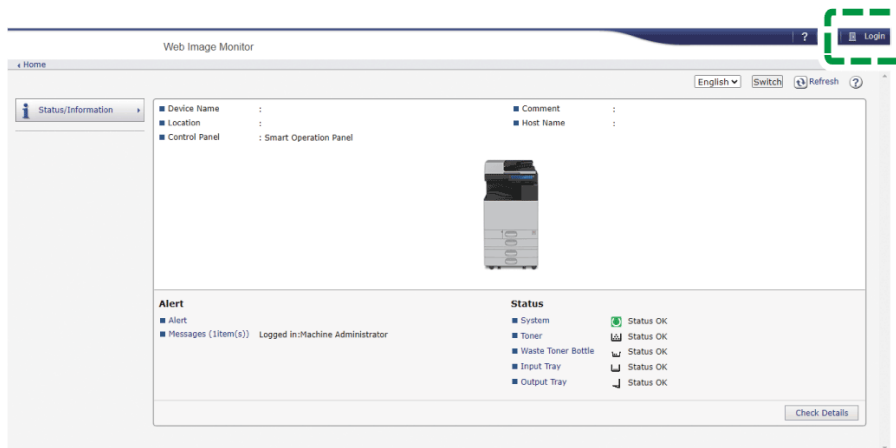 ? Login
Web Image Monitor
Home
English Switch Refresh ?
Status/Information
Device Name : Comment :
Location : Host Name :
Control Panel : Smart Operation Panel
Alert Status
Alert System Status OK
Messages (1item(s)) Logged in:Machine Administrator Toner Status OK
Waste Toner Bottle Status OK
Input Tray Status OK
Output Tray Status OK
Check Details